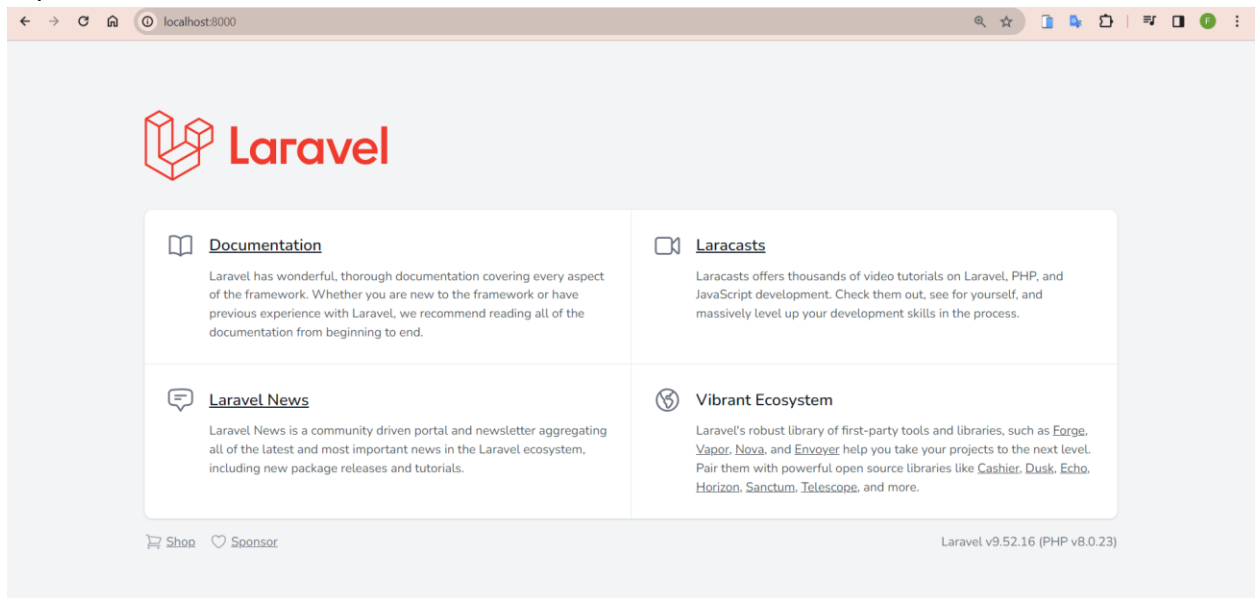 localhost:8000
Laravel
Documentation
Laravel has wonderful, thorough documentation covering every aspect
of the framework. Whether you are new to the framework or have
previous experience with Laravel, we recommend reading all of the
documentation from beginning to end.
Laracasts
Laracasts offers thousands of video tutorials on Laravel, PHP, and
JavaScript development. Check them out, see for yourself, and
massively level up your development skills in the process.
Laravel News
Laravel News is a community driven portal and newsletter aggregating
all of the latest and most important news in the Laravel ecosystem,
including new package releases and tutorials.
Vibrant Ecosystem
Laravel's robust library of first-party tools and libraries, such as Forge,
Vapor, Nova, and Envoyer help you take your projects to the next level.
Pair them with powerful open source libraries like Cashier, Dusk, Echo,
Horizon, Sanctum, Telescope, and more.
Shop Sponsor
Laravel v9.52.16 (PHP v8.0.23)